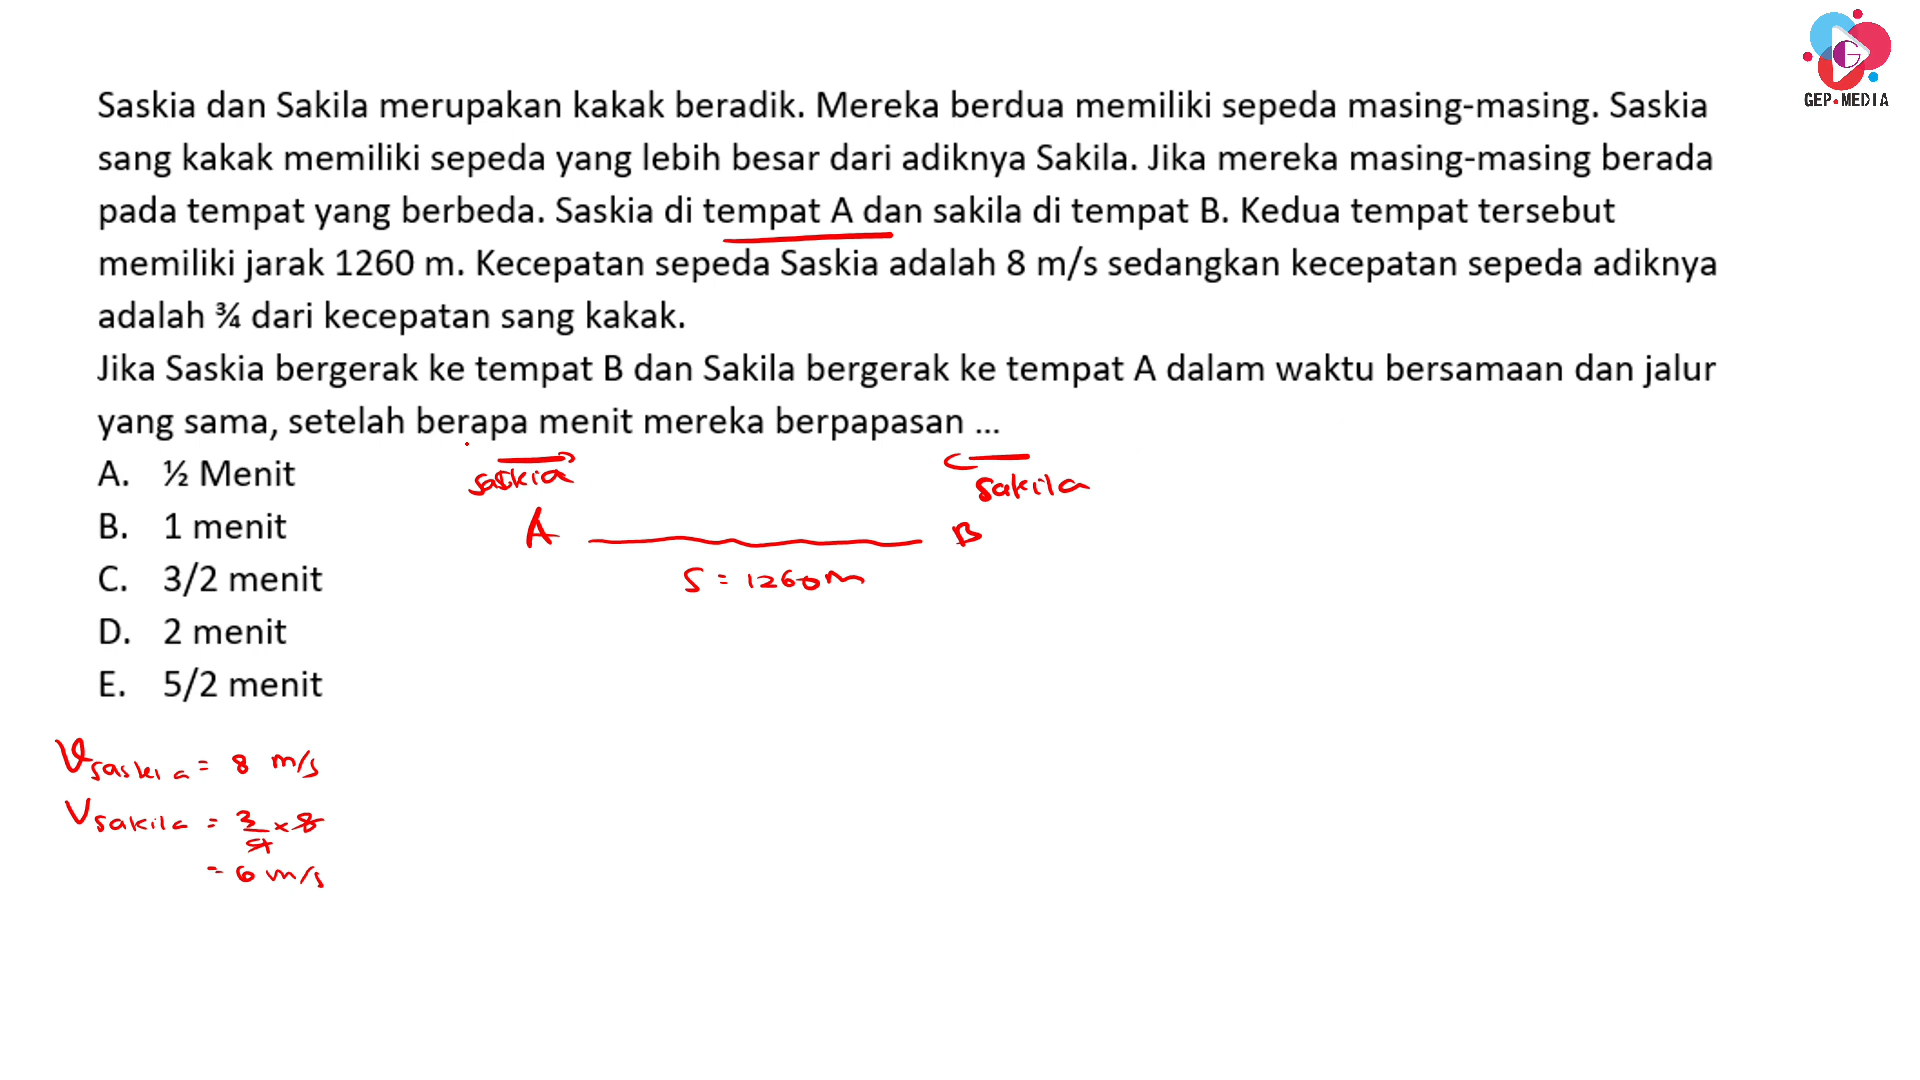 GEP•MEDIA
Saskia dan Sakila merupakan kakak beradik. Mereka berdua memiliki sepeda masing-masing. Saskia
sang kakak memiliki sepeda yang lebih besar dari adiknya Sakila. Jika mereka masing-masing berada
pada tempat yang berbeda. Saskia di tempat A dan sakila di tempat B. Kedua tempat tersebut
memiliki jarak 1260 m. Kecepatan sepeda Saskia adalah 8 m/s sedangkan kecepatan sepeda adiknya
adalah ¾ dari kecepatan sang kakak.
Jika Saskia bergerak ke tempat B dan Sakila bergerak ke tempat A dalam waktu bersamaan dan jalur
yang sama, setelah berapa menit mereka berpapasan ...
A. ½ Menit
B. 1 menit
C. 3/2 menit
D. 2 menit
E. 5/2 menit
saskia sakila
A B
S = 1260 m
V saskia = 8 m/s
V sakila = 3/4 x 8
= 6 m/s